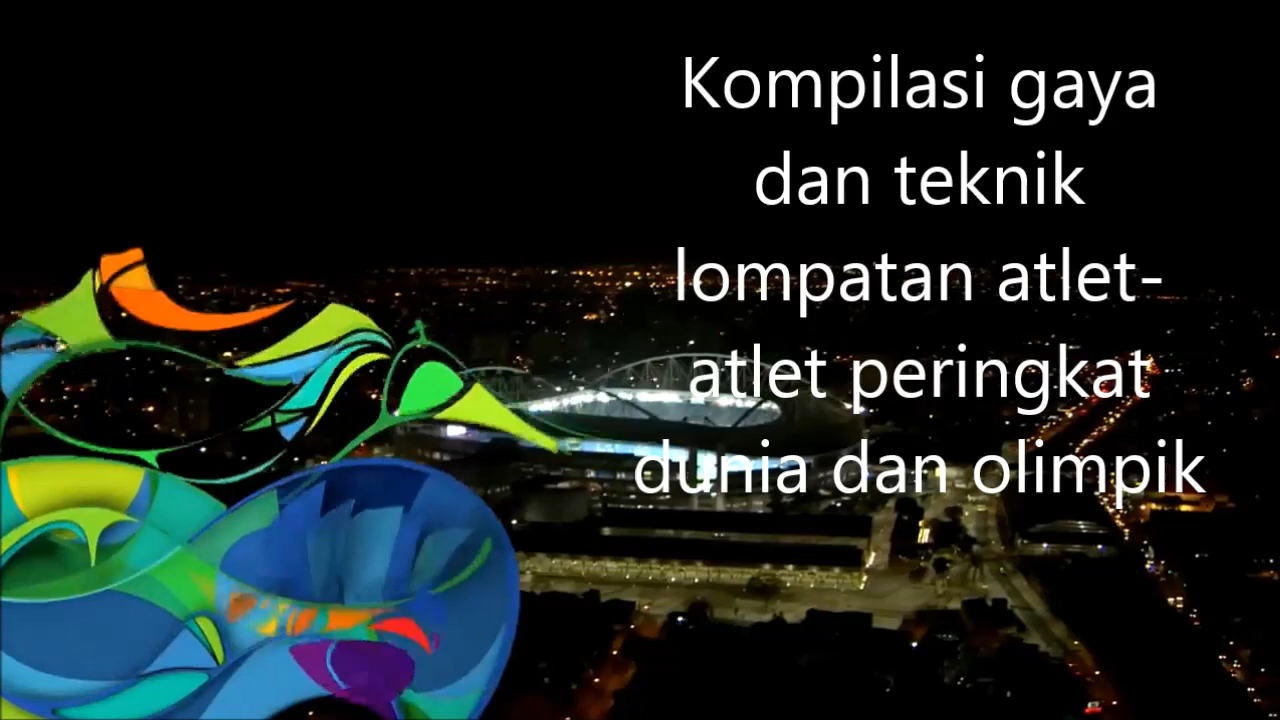 Kompilasi gaya
dan teknik
lompatan atlet-
atlet peringkat
dunia dan olimpik